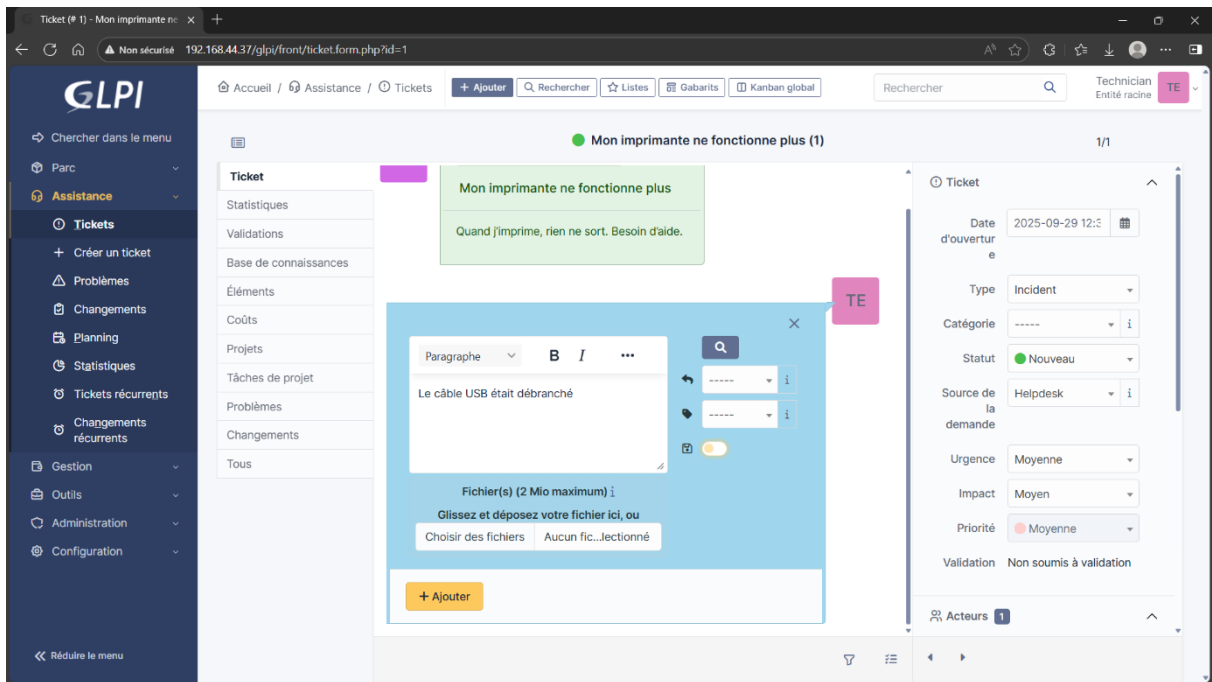 Ticket (# 1) - Mon imprimante ne
Non sécurisé 192.168.44.37/glpi/front/ticket.form.php?id=1
GLPI
Chercher dans le menu
Parc
Assistance
Tickets
Créer un ticket
Problèmes
Changements
Planning
Statistiques
Tickets récurrents
Changements
récurrents
Gestion
Outils
Administration
Configuration
Réduire le menu
Accueil / Assistance / Tickets
+ Ajouter
Rechercher
Listes
Gabarits
Kanban global
Rechercher
Technician
Entité racine
TE
Mon imprimante ne fonctionne plus (1)
1/1
Ticket
Statistiques
Validations
Base de connaissances
Éléments
Coûts
Projets
Tâches de projet
Problèmes
Changements
Tous
Mon imprimante ne fonctionne plus
Quand j'imprime, rien ne sort. Besoin d'aide.
TE
Paragraphe B I ...
Le câble USB était débranché
----- i
----- i
Fichier(s) (2 Mio maximum) i
Glissez et déposez votre fichier ici, ou
Choisir des fichiers Aucun fic...lectionné
+ Ajouter
Ticket
Date
d'ouvertur
e
2025-09-29 12:3
Type Incident
Catégorie ----- i
Statut Nouveau
Source de
la
demande
Helpdesk i
Urgence Moyenne
Impact Moyen
Priorité Moyenne
Validation Non soumis à validation
Acteurs 1